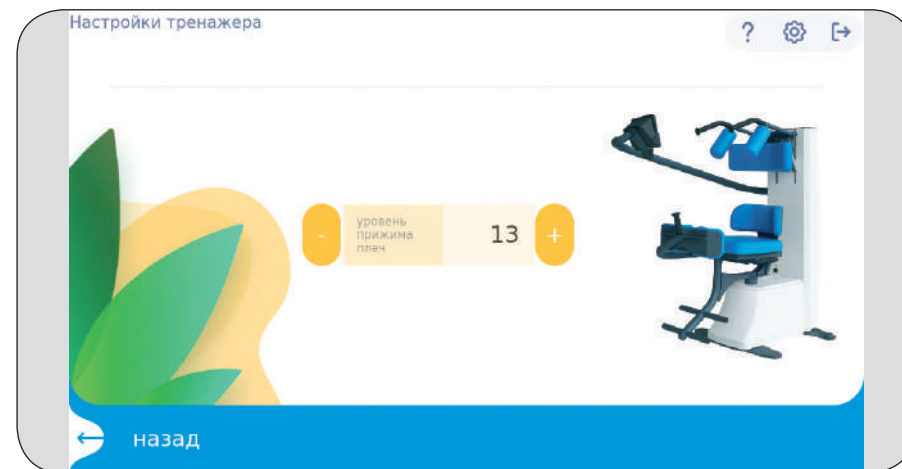 Настройки тренажера
?
-
уровень
прижима
плеч
13
+
назад